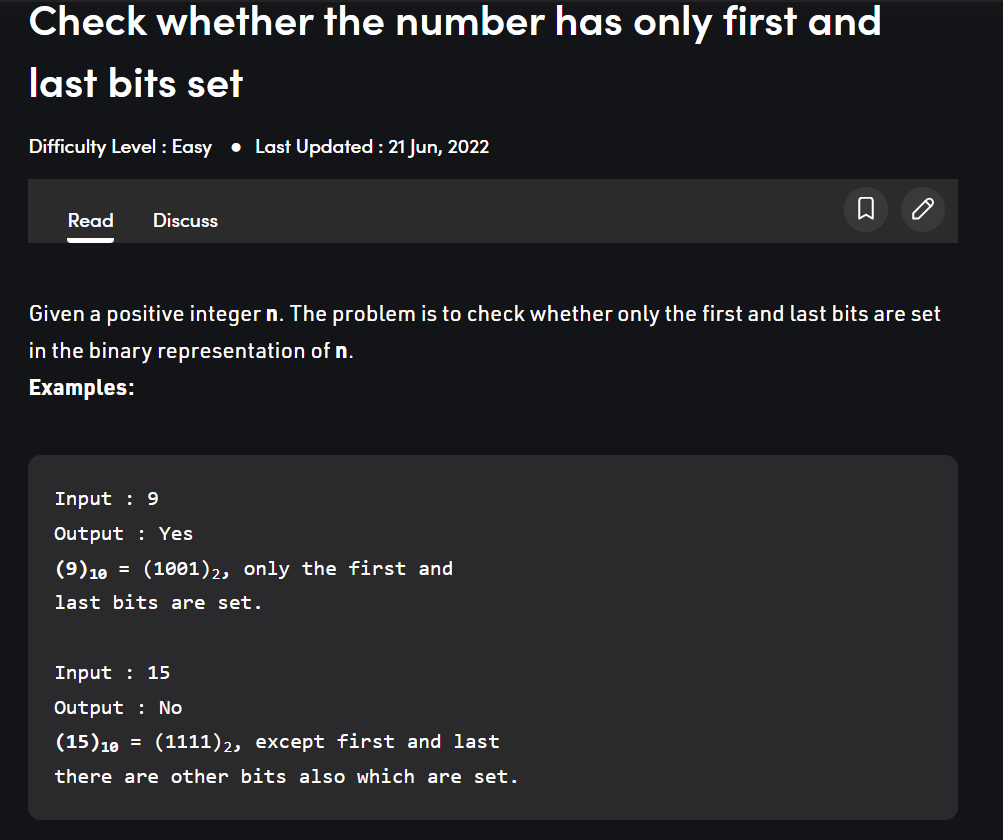 Check whether the number has only first and
last bits set
Difficulty Level : Easy ● Last Updated : 21 Jun, 2022
Read Discuss
Given a positive integer n. The problem is to check whether only the first and last bits are set
in the binary representation of n.
Examples:
Input : 9
Output : Yes
(9)₁₀ = (1001)₂, only the first and
last bits are set.
Input : 15
Output : No
(15)₁₀ = (1111)₂, except first and last
there are other bits also which are set.